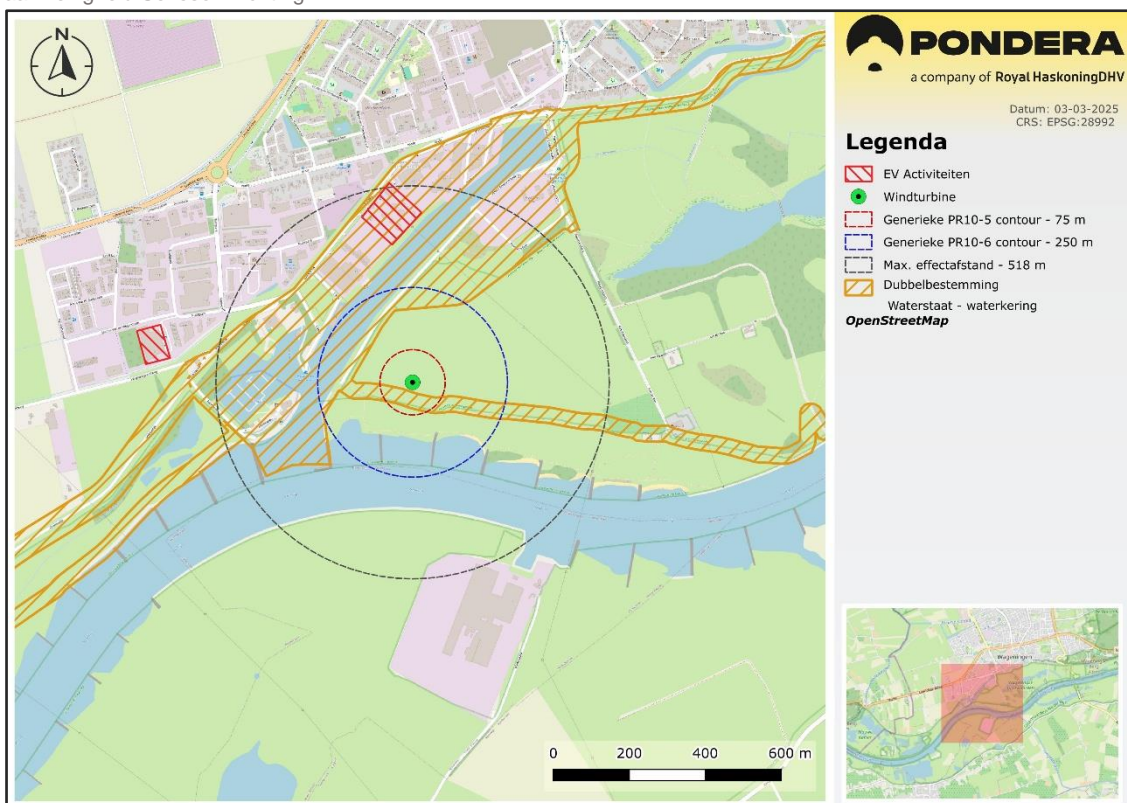 N
PONDERA
a company of Royal HaskoningDHV
Datum: 03-03-2025
CRS: EPSG:28992
Legenda
EV Activiteiten
Windturbine
Generieke PR10-5 contour - 75 m
Generieke PR10-6 contour - 250 m
Max. effectafstand - 518 m
Dubbelbestemming
Waterstaat - waterkering
OpenStreetMap
0 200 400 600 m
Wageningen